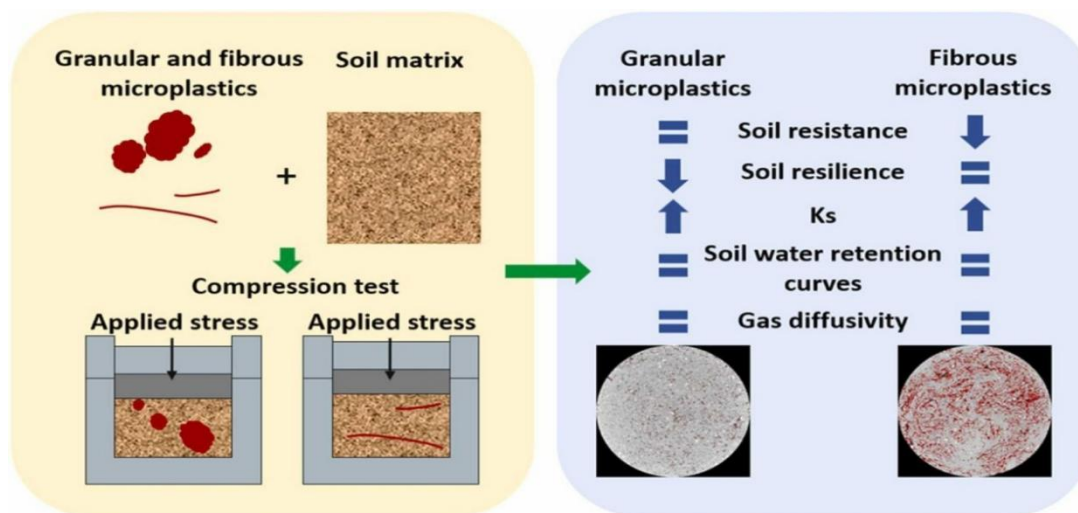 Granular and fibrous
microplastics
Soil matrix
+
Compression test
Applied stress
Applied stress
Granular
microplastics
Fibrous
microplastics
= Soil resistance ↓
↓ Soil resilience =
↑ Ks ↑
= Soil water retention =
curves
= Gas diffusivity =